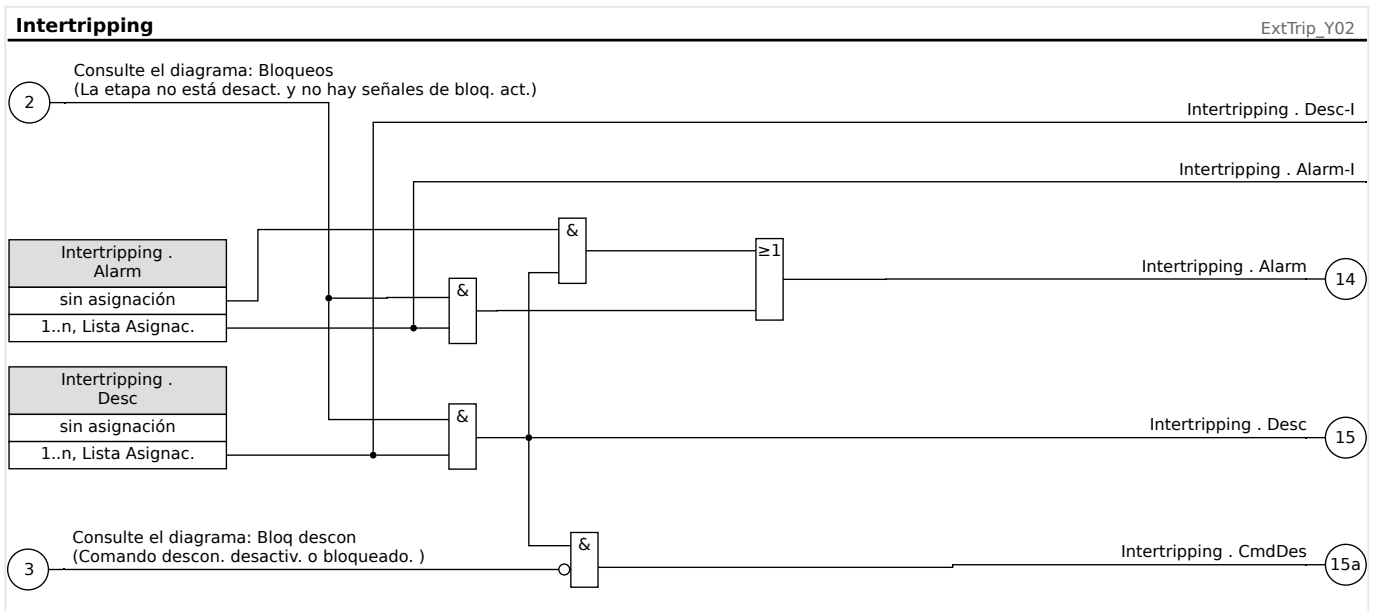 Intertripping
ExtTrip_Y02
Consulte el diagrama: Bloqueos
(La etapa no está desact. y no hay señales de bloq. act.)
2
Intertripping . Desc-I
Intertripping . Alarm-I
&
≥1
Intertripping .
Alarm
sin asignación
1..n, Lista Asignac.
&
Intertripping . Alarm
14
Intertripping .
Desc
sin asignación
1..n, Lista Asignac.
&
Intertripping . Desc
15
Consulte el diagrama: Bloq descon
(Comando descon. desactiv. o bloqueado. )
3
&
Intertripping . CmdDes
15a